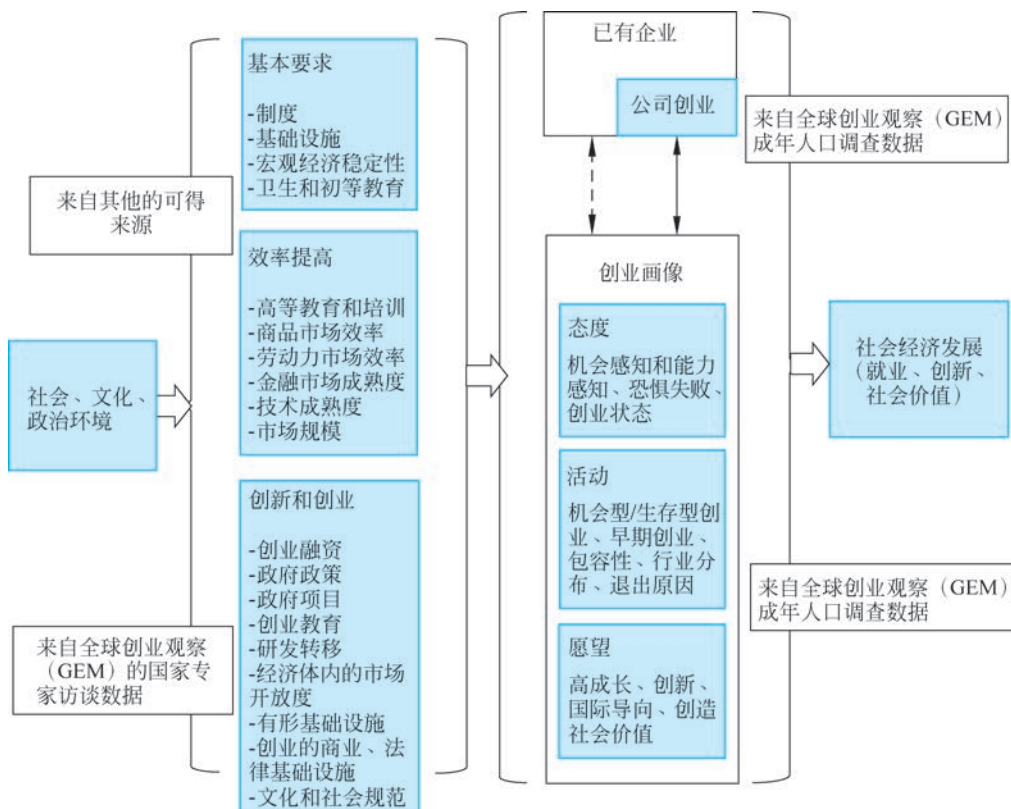 社会、文化、
政治环境
来自其他的可得
来源
来自全球创业观察
（GEM）的国家专
家访谈数据
基本要求
-制度
-基础设施
-宏观经济稳定性
-卫生和初等教育
效率提高
-高等教育和培训
-商品市场效率
-劳动力市场效率
-金融市场成熟度
-技术成熟度
-市场规模
创新和创业
-创业融资
-政府政策
-政府项目
-创业教育
-研发转移
-经济体内的市场
开放度
-有形基础设施
-创业的商业、法
律基础设施
-文化和社会规范
已有企业
公司创业
创业画像
态度
机会感知和能力
感知、恐惧失败、
创业状态
活动
机会型/生存型创
业、早期创业、
包容性、行业分
布、退出原因
愿望
高成长、创新、
国际导向、创造
社会价值
来自全球创业观察（GEM）
成年人口调查数据
社会经济发展
（就业、创新、
社会价值）
来自全球创业观察（GEM）
成年人口调查数据